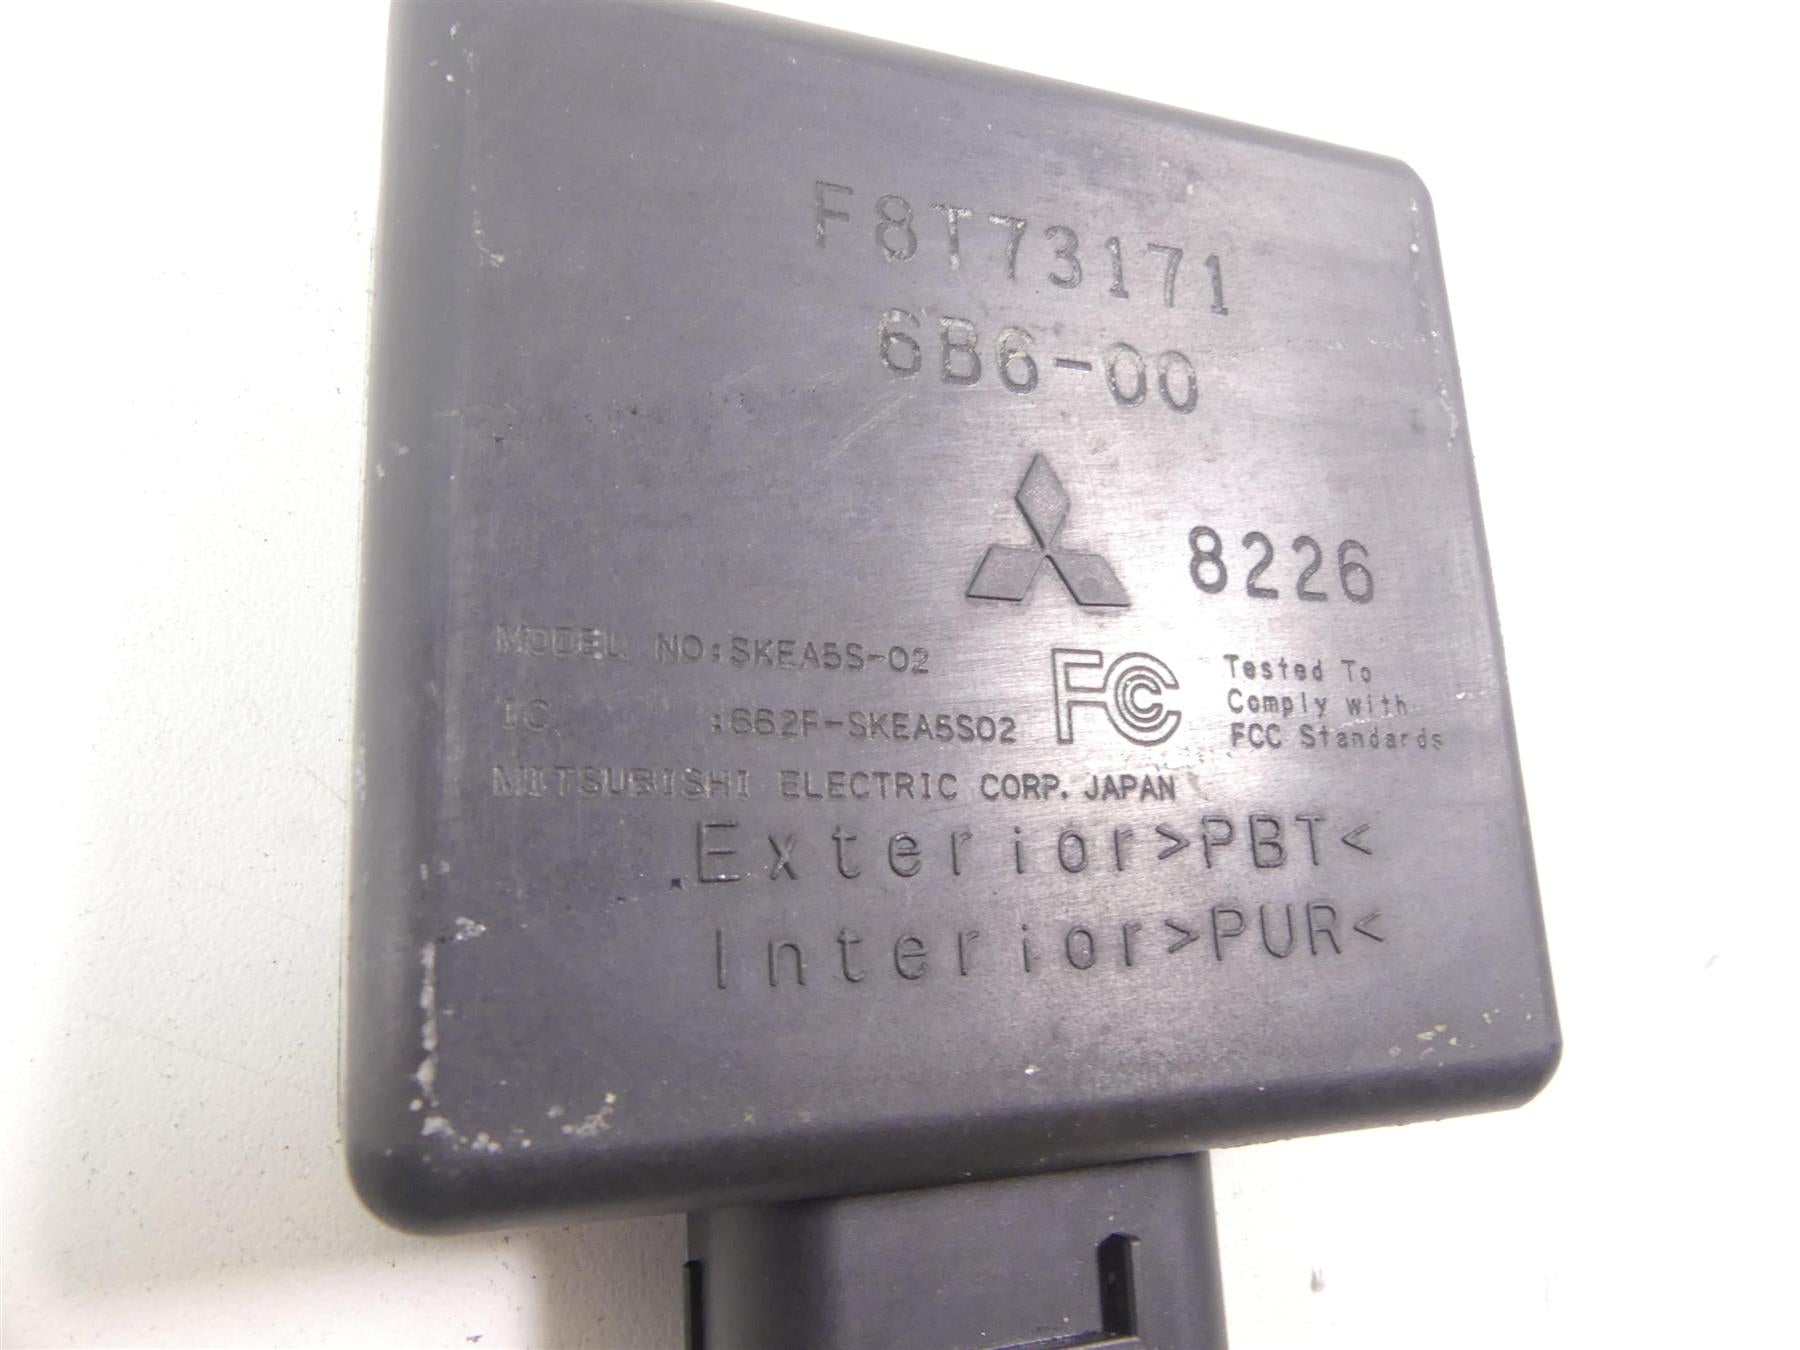 F8T73171
6B6-00
8226
MODEL NO:SKEA5S-02
IC :662F-SKEA5S02
FC Tested To
Comply with
FCC Standards
MITSUBISHI ELECTRIC CORP. JAPAN
Exterior>PBT<
Interior>PUR<